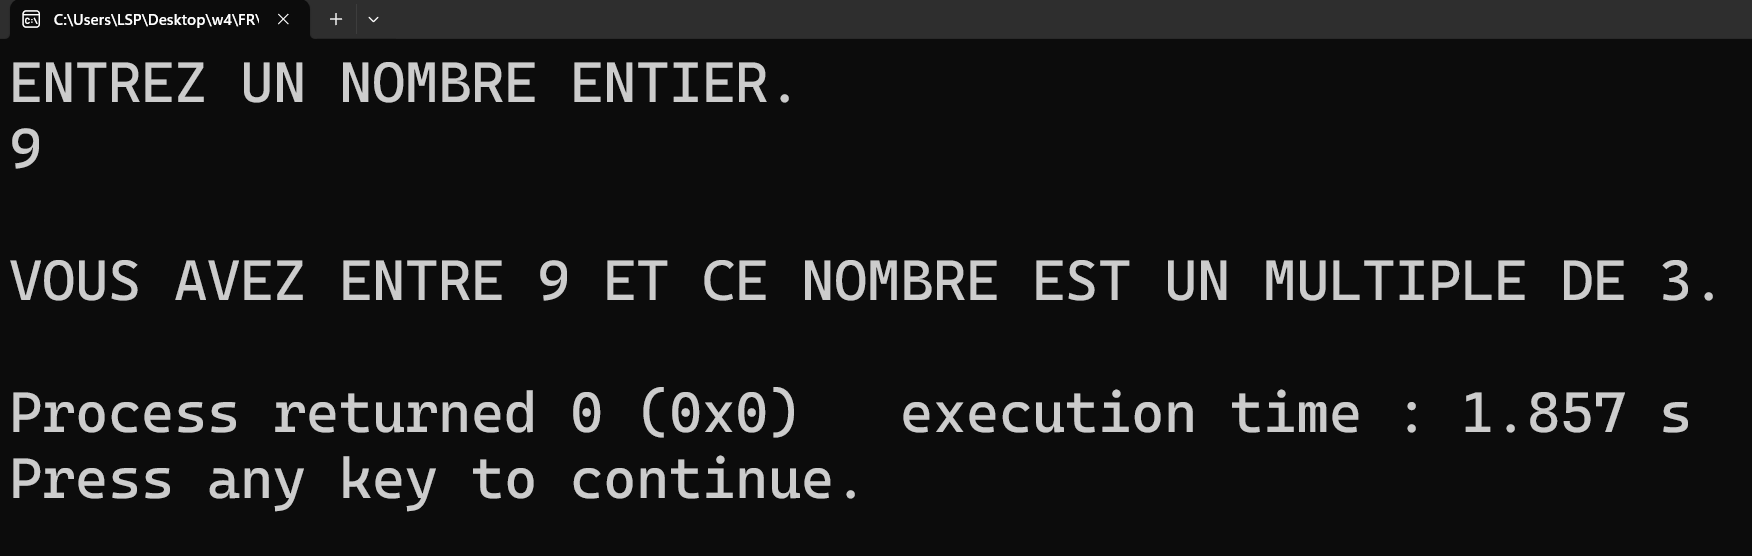 C:\Users\LSP\Desktop\w4\FR\
ENTREZ UN NOMBRE ENTIER.
9
VOUS AVEZ ENTRE 9 ET CE NOMBRE EST UN MULTIPLE DE 3.
Process returned 0 (0x0)   execution time : 1.857 s
Press any key to continue.